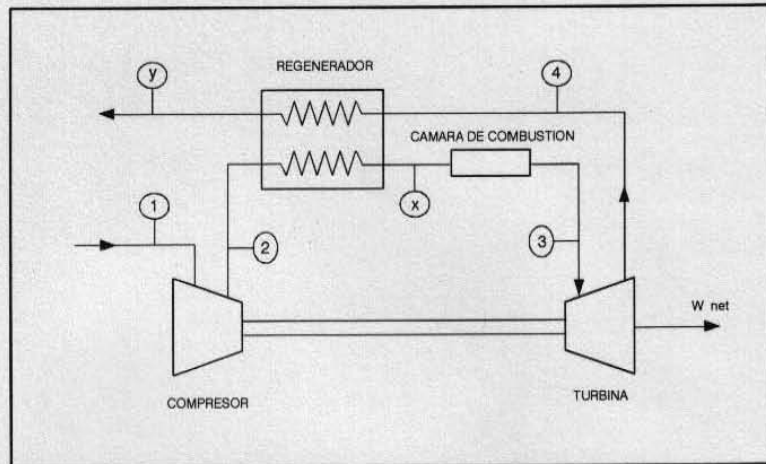 REGENERADOR
y
4
CAMARA DE COMBUSTION
1
x
2
3
W net
COMPRESOR
TURBINA